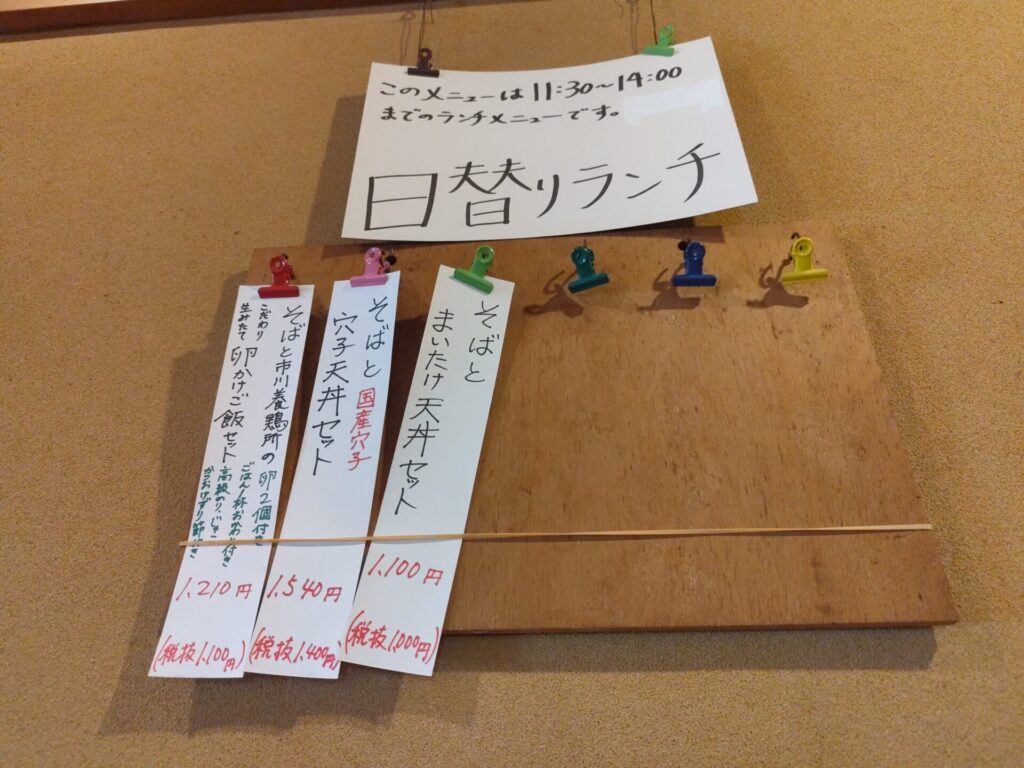 このメニューは11:30〜14:00
までのランチメニューです。
日替りランチ
そばと
まいたけ天丼セット
1,100円
(税抜1,000円)
そばと 国産穴子
穴子天丼セット
1,540円
(税抜1,400円)
そばと市川養鶏所の
こだわり
生みたて 卵かけご飯セット
卵2個付き
ごはん1杯おかわり付き
高級のり、
かつおけずり節付き
1,210円
(税抜1,100円)